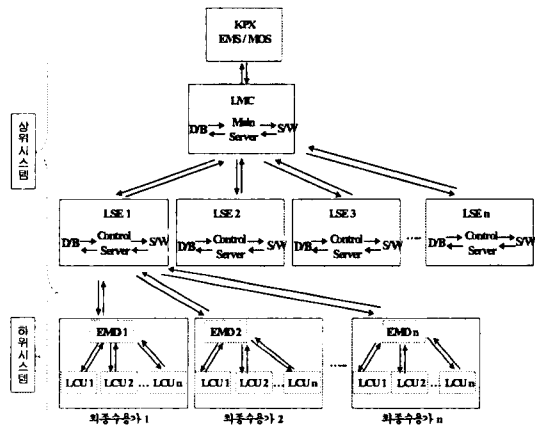 KPX
EMS / MOS
LMC
D/B Main Server S/W
상위시스템
LSE 1
LSE 2
LSE 3
LSE n
D/B Control Server S/W
D/B Control Server S/W
D/B Control Server S/W
.....
D/B Control Server S/W
하위시스템
EMD 1
EMD 2
EMD n
.....
LCU 1 LCU 2 ... LCU n
LCU 1 LCU 2 ... LCU n
LCU 1 LCU 2 ... LCU n
최종수용가 1
최종수용가 2
최종수용가 n